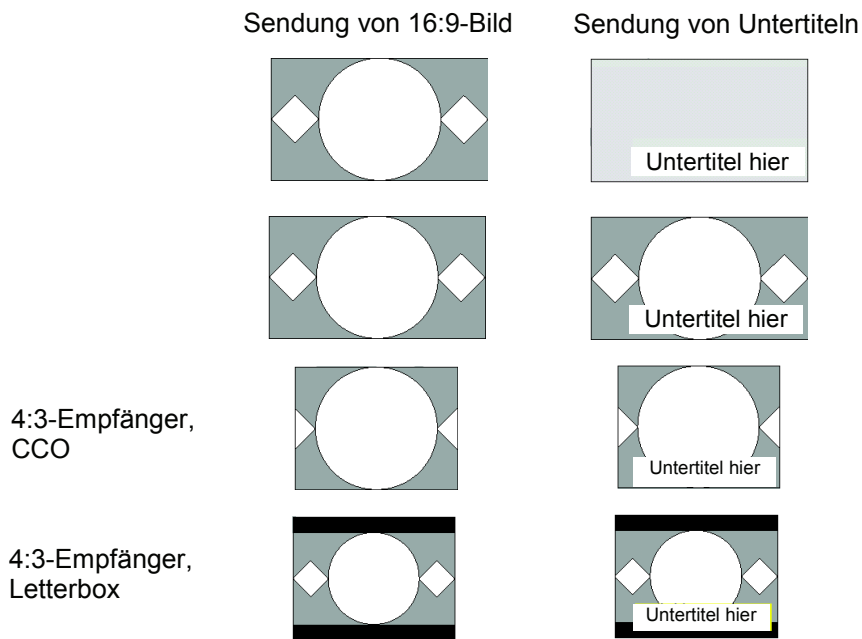 Sendung von 16:9-Bild
Sendung von Untertiteln
Untertitel hier
Untertitel hier
4:3-Empfänger,
CCO
Untertitel hier
4:3-Empfänger,
Letterbox
Untertitel hier